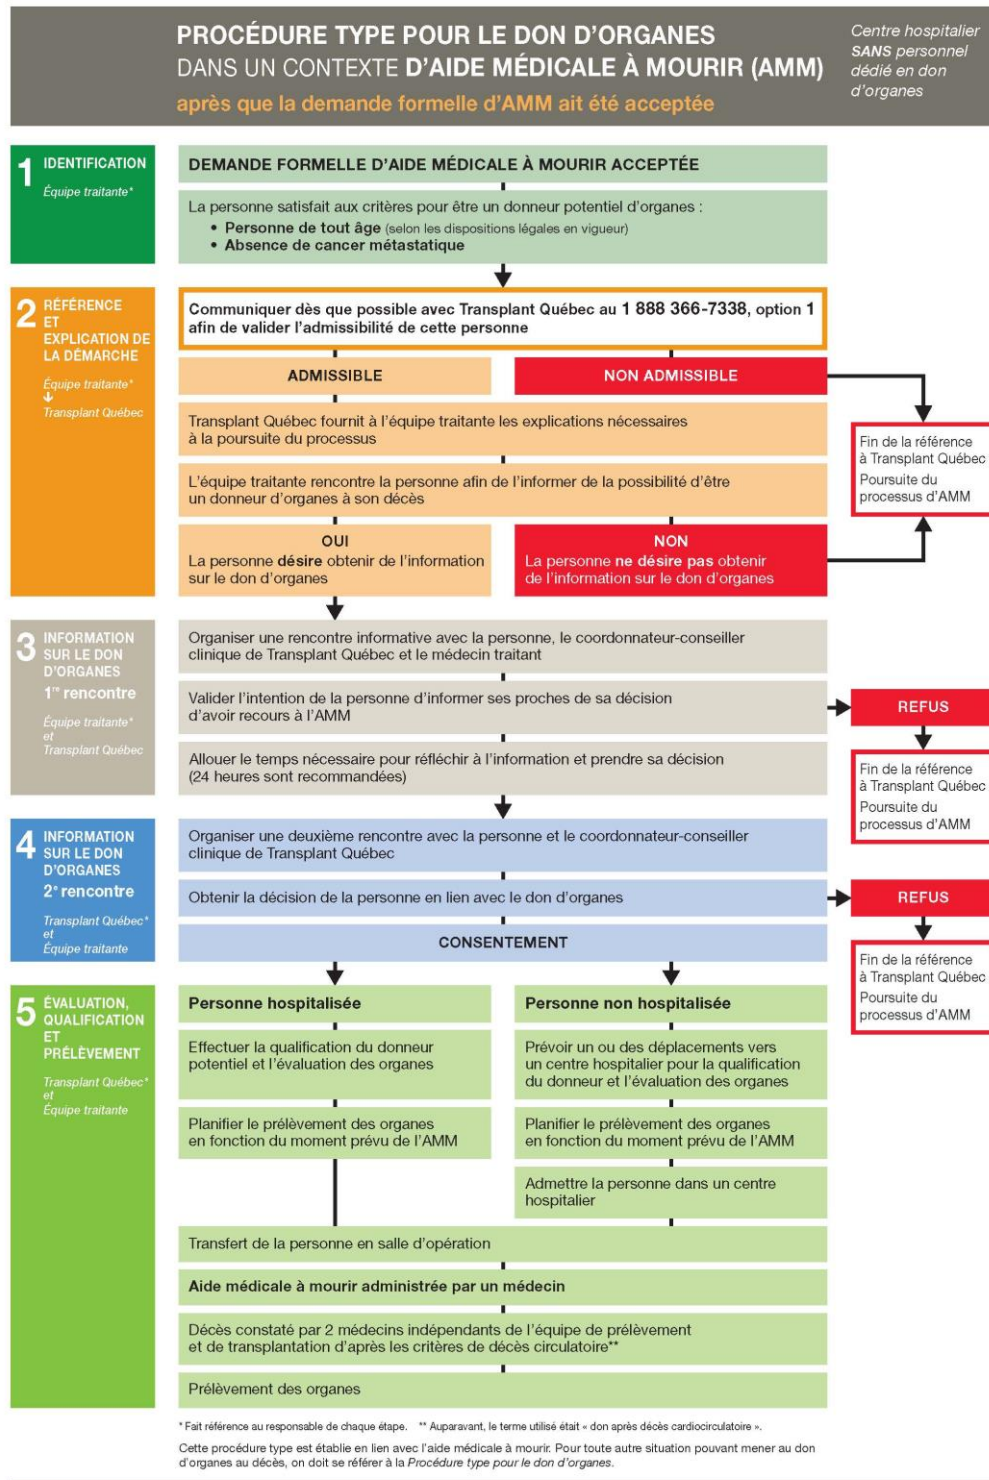 PROCÉDURE TYPE POUR LE DON D'ORGANES
DANS UN CONTEXTE D'AIDE MÉDICALE À MOURIR (AMM)
après que la demande formelle d'AMM ait été acceptée
Centre hospitalier
SANS personnel
dédié en don
d'organes
1 IDENTIFICATION
Équipe traitante*
DEMANDE FORMELLE D'AIDE MÉDICALE À MOURIR ACCEPTÉE
La personne satisfait aux critères pour être un donneur potentiel d'organes :
• Personne de tout âge (selon les dispositions légales en vigueur)
• Absence de cancer métastatique
2 RÉFÉRENCE
ET
EXPLICATION DE
LA DÉMARCHE
Équipe traitante*
↓
Transplant Québec
Communiquer dès que possible avec Transplant Québec au 1 888 366-7338, option 1
afin de valider l'admissibilité de cette personne
ADMISSIBLE
NON ADMISSIBLE
Transplant Québec fournit à l'équipe traitante les explications nécessaires
à la poursuite du processus
L'équipe traitante rencontre la personne afin de l'informer de la possibilité d'être
un donneur d'organes à son décès
OUI
La personne désire obtenir de l'information
sur le don d'organes
NON
La personne ne désire pas obtenir
de l'information sur le don d'organes
Fin de la référence
à Transplant Québec
Poursuite du
processus d'AMM
3 INFORMATION
SUR LE DON
D'ORGANES
1re rencontre
Équipe traitante*
et
Transplant Québec
Organiser une rencontre informative avec la personne, le coordonnateur-conseiller
clinique de Transplant Québec et le médecin traitant
Valider l'intention de la personne d'informer ses proches de sa décision
d'avoir recours à l'AMM
Allouer le temps nécessaire pour réfléchir à l'information et prendre sa décision
(24 heures sont recommandées)
REFUS
Fin de la référence
à Transplant Québec
Poursuite du
processus d'AMM
4 INFORMATION
SUR LE DON
D'ORGANES
2e rencontre
Transplant Québec*
et
Équipe traitante
Organiser une deuxième rencontre avec la personne et le coordonnateur-conseiller
clinique de Transplant Québec
Obtenir la décision de la personne en lien avec le don d'organes
CONSENTEMENT
REFUS
Fin de la référence
à Transplant Québec
Poursuite du
processus d'AMM
5 ÉVALUATION,
QUALIFICATION
ET
PRÉLÈVEMENT
Transplant Québec*
et
Équipe traitante
Personne hospitalisée
Effectuer la qualification du donneur
potentiel et l'évaluation des organes
Planifier le prélèvement des organes
en fonction du moment prévu de l'AMM
Personne non hospitalisée
Prévoir un ou des déplacements vers
un centre hospitalier pour la qualification
du donneur et l'évaluation des organes
Planifier le prélèvement des organes
en fonction du moment prévu de l'AMM
Admettre la personne dans un centre
hospitalier
Transfert de la personne en salle d'opération
Aide médicale à mourir administrée par un médecin
Décès constaté par 2 médecins indépendants de l'équipe de prélèvement
et de transplantation d'après les critères de décès circulatoire**
Prélèvement des organes
* Fait référence au responsable de chaque étape. ** Auparavant, le terme utilisé était « don après décès cardiocirculatoire ».
Cette procédure type est établie en lien avec l'aide médicale à mourir. Pour toute autre situation pouvant mener au don
d'organes au décès, on doit se référer à la Procédure type pour le don d'organes.